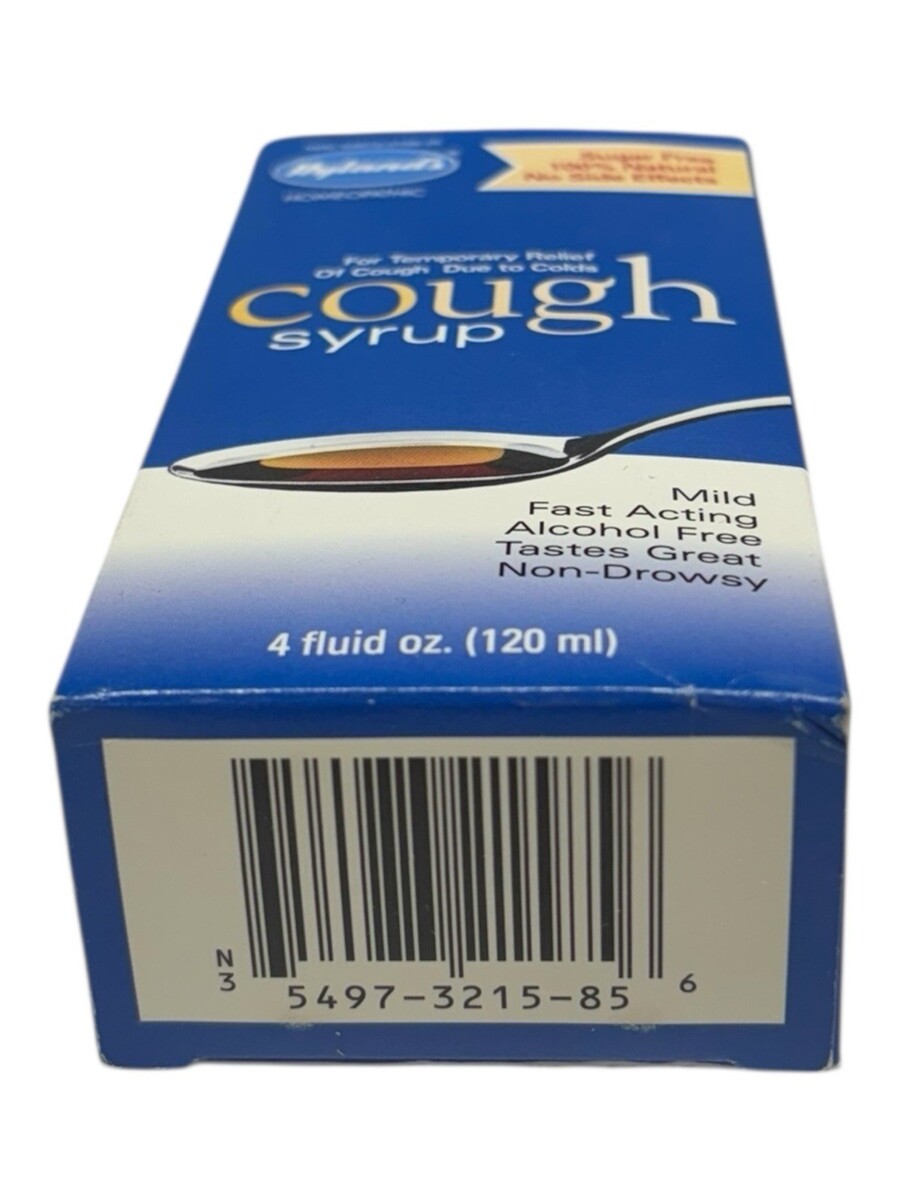 Hyland's
HOMEOPATHIC
Sugar Free
100% Natural
No Side Effects
For Temporary Relief
Of Cough Due to Colds
cough
syrup
Mild
Fast Acting
Alcohol Free
Tastes Great
Non-Drowsy
4 fluid oz. (120 ml)
N
3
5497-3215-85
6